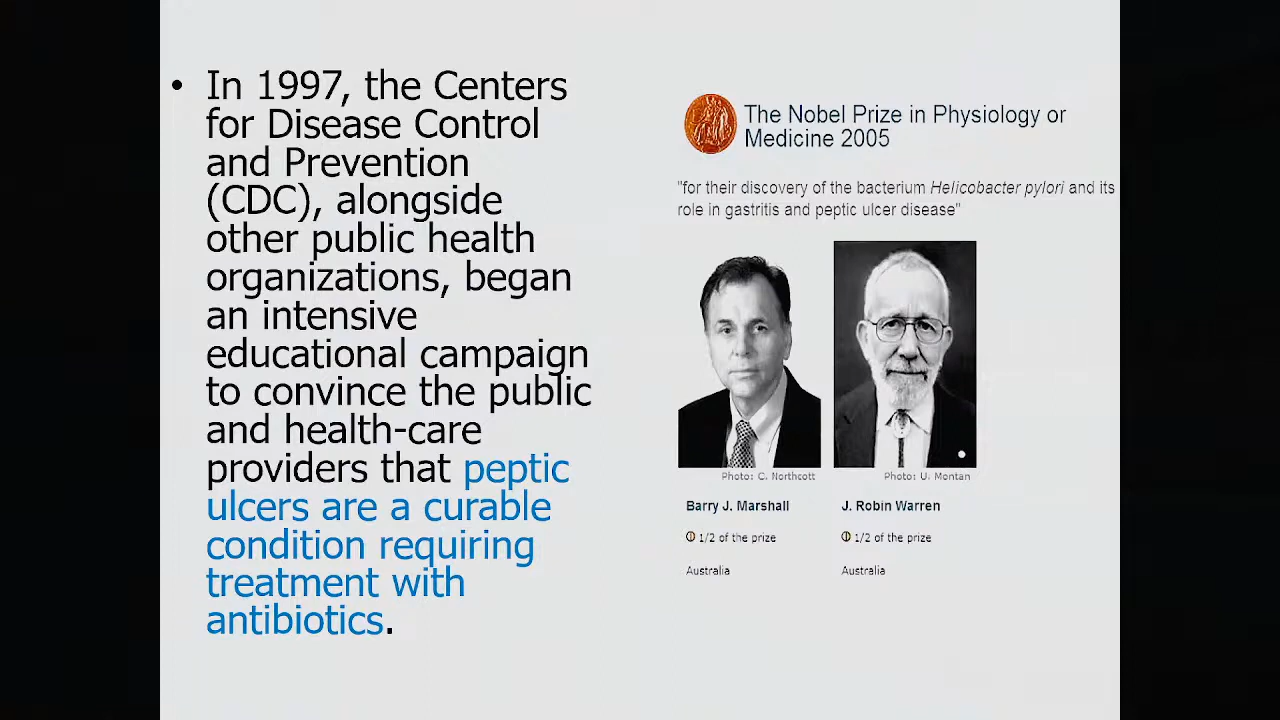 • In 1997, the Centers
for Disease Control
and Prevention
(CDC), alongside
other public health
organizations, began
an intensive
educational campaign
to convince the public
and health-care
providers that peptic
ulcers are a curable
condition requiring
treatment with
antibiotics.
The Nobel Prize in Physiology or
Medicine 2005
"for their discovery of the bacterium Helicobacter pylori and its
role in gastritis and peptic ulcer disease"
Photo: C. Northcott
Photo: U. Montan
Barry J. Marshall
J. Robin Warren
1/2 of the prize
1/2 of the prize
Australia
Australia